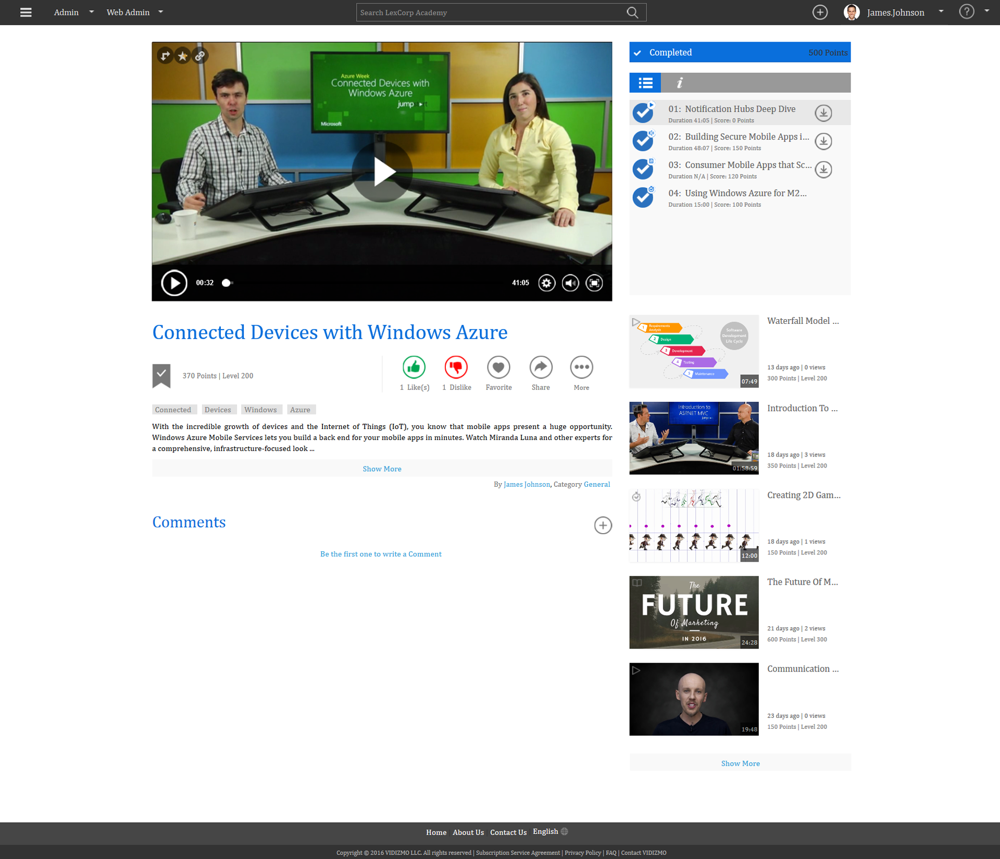 Admin Web Admin Search LexCorp Academy James.Johnson ?
Azure Week
Connected Devices with
Windows Azure
jump
Microsoft
00:32 41:05
Connected Devices with Windows Azure
370 Points | Level 200
1 Like(s) 1 Dislike Favorite Share More
Connected Devices Windows Azure
With the incredible growth of devices and the Internet of Things (IoT), you know that mobile apps present a huge opportunity.
Windows Azure Mobile Services lets you build a back end for your mobile apps in minutes. Watch Miranda Luna and other experts for
a comprehensive, infrastructure-focused look ...
Show More
By James Johnson, Category General
Comments
Be the first one to write a Comment
Completed 500 Points
i
01: Notification Hubs Deep Dive
Duration 41:05 | Score: 0 Points
02: Building Secure Mobile Apps i...
Duration 48:07 | Score: 150 Points
03: Consumer Mobile Apps that Sc...
Duration N/A | Score: 120 Points
04: Using Windows Azure for M2...
Duration 15:00 | Score: 100 Points
1 Requirements
Analysis
2 Design
3 Development
4 Testing
5 Maintenance
Software
Development
Life Cycle
07:49
Waterfall Model ...
13 days ago | 0 views
300 Points | Level 200
Introduction to
ASP.NET MVC
jump
01:58:59
Introduction To ...
18 days ago | 3 views
350 Points | Level 200
12:00
Creating 2D Gam...
18 days ago | 1 views
150 Points | Level 200
The
FUTURE
Of Marketing
IN 2016
24:28
The Future Of M...
21 days ago | 2 views
600 Points | Level 300
19:48
Communication ...
23 days ago | 0 views
150 Points | Level 200
Show More
Home About Us Contact Us English
Copyright © 2016 VIDIZMO LLC. All rights reserved | Subscription Service Agreement | Privacy Policy | FAQ | Contact VIDIZMO